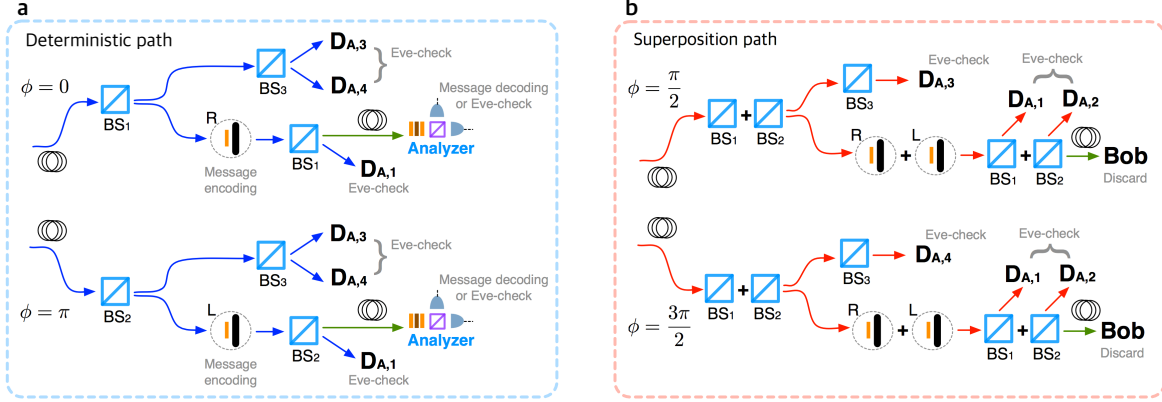 a
Deterministic path
ϕ = 0
BS1
BS3
DA,3
DA,4
Eve-check
R
Message encoding
BS1
DA,1
Eve-check
Message decoding
or Eve-check
Analyzer
ϕ = π
BS2
BS3
DA,3
DA,4
Eve-check
L
Message
encoding
BS2
DA,1
Eve-check
Message decoding
or Eve-check
Analyzer
b
Superposition path
ϕ = π/2
BS1 + BS2
BS3
Eve-check
DA,3
R + L
Eve-check
DA,1 DA,2
BS1 + BS2
Bob
Discard
ϕ = 3π/2
BS1 + BS2
BS3
Eve-check
DA,4
R + L
Eve-check
DA,1 DA,2
BS1 + BS2
Bob
Discard